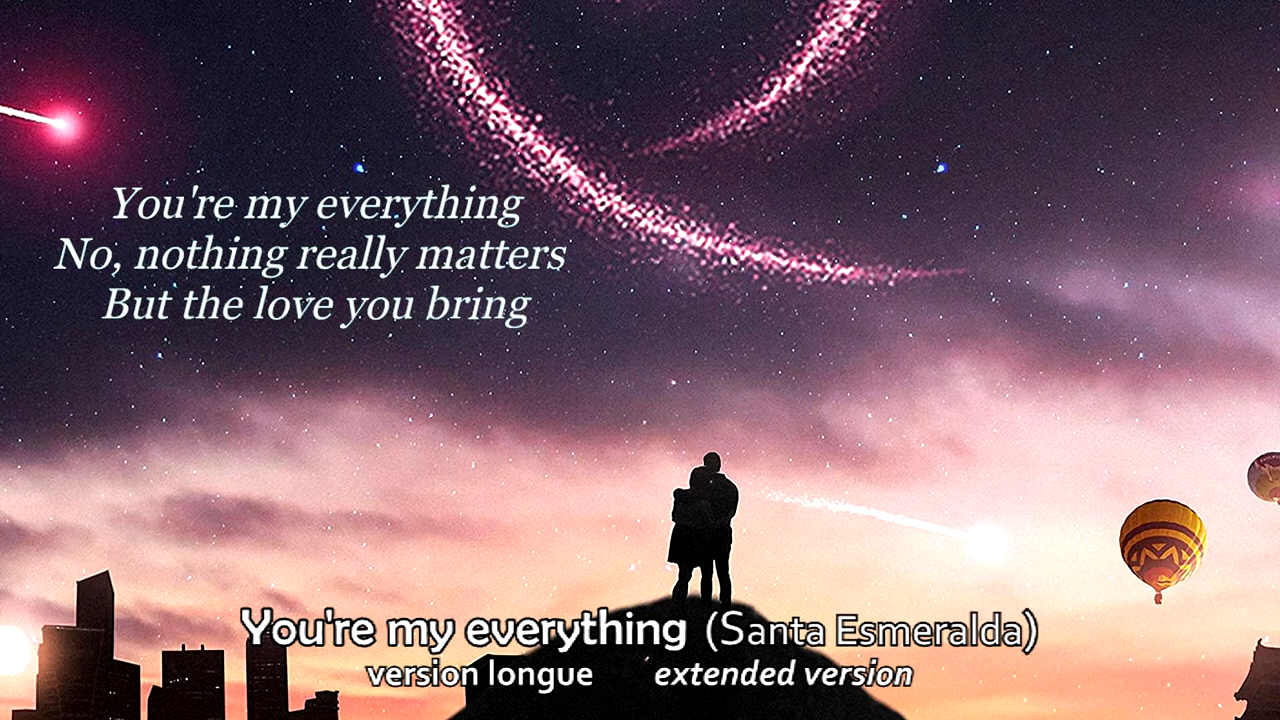 You're my everything
No, nothing really matters
But the love you bring
You're my everything (Santa Esmeralda)
version longue extended version